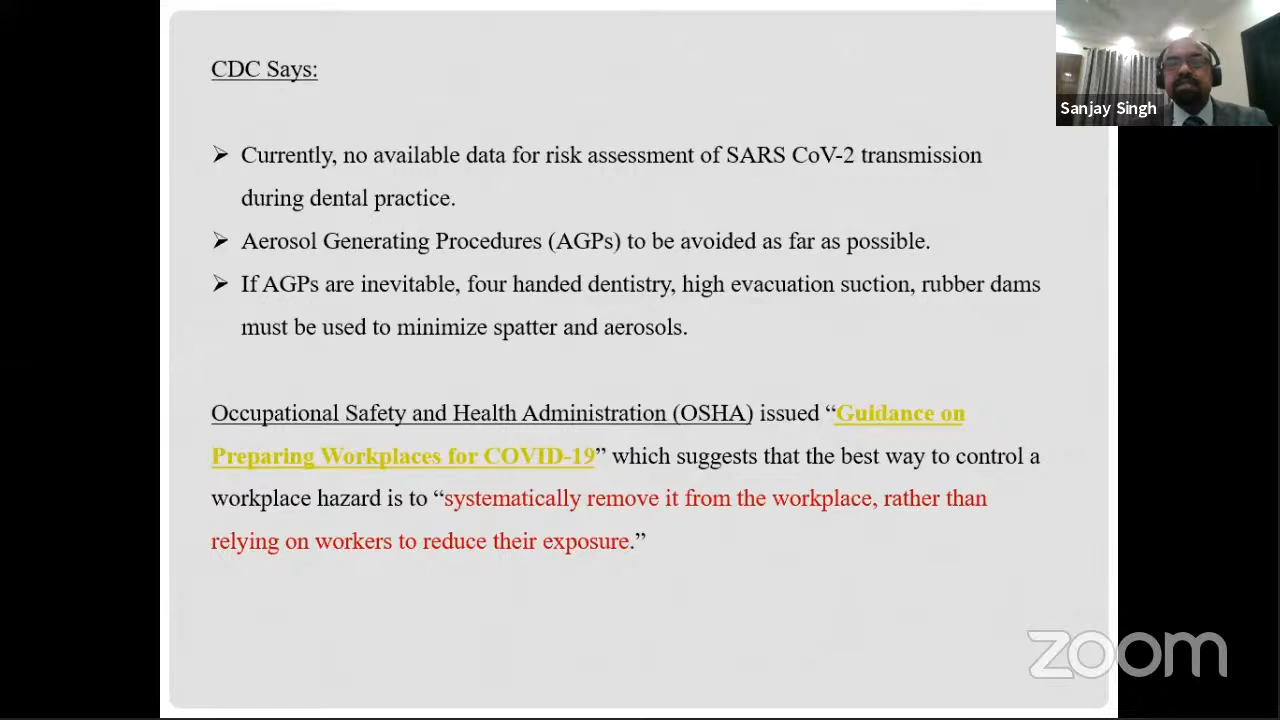 CDC Says:
Sanjay Singh
➢ Currently, no available data for risk assessment of SARS CoV-2 transmission
during dental practice.
➢ Aerosol Generating Procedures (AGPs) to be avoided as far as possible.
➢ If AGPs are inevitable, four handed dentistry, high evacuation suction, rubber dams
must be used to minimize spatter and aerosols.
Occupational Safety and Health Administration (OSHA) issued “Guidance on
Preparing Workplaces for COVID-19” which suggests that the best way to control a
workplace hazard is to “systematically remove it from the workplace, rather than
relying on workers to reduce their exposure.”
zoom